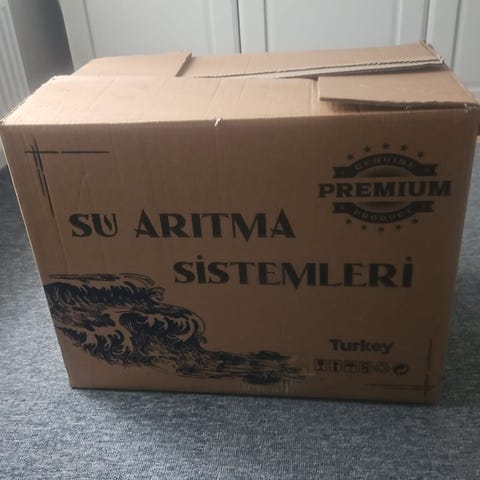 GENUINE
PREMIUM
PRODUCT
SU ARITMA
SİSTEMLERİ
Turkey